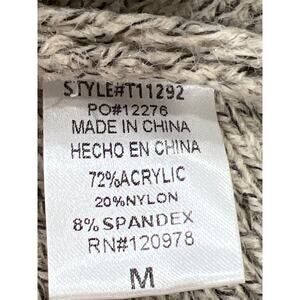 STYLE#T11292
PO#12276
MADE IN CHINA
HECHO EN CHINA
72%ACRYLIC
20%NYLON
8%SPANDEX
RN#120978
M